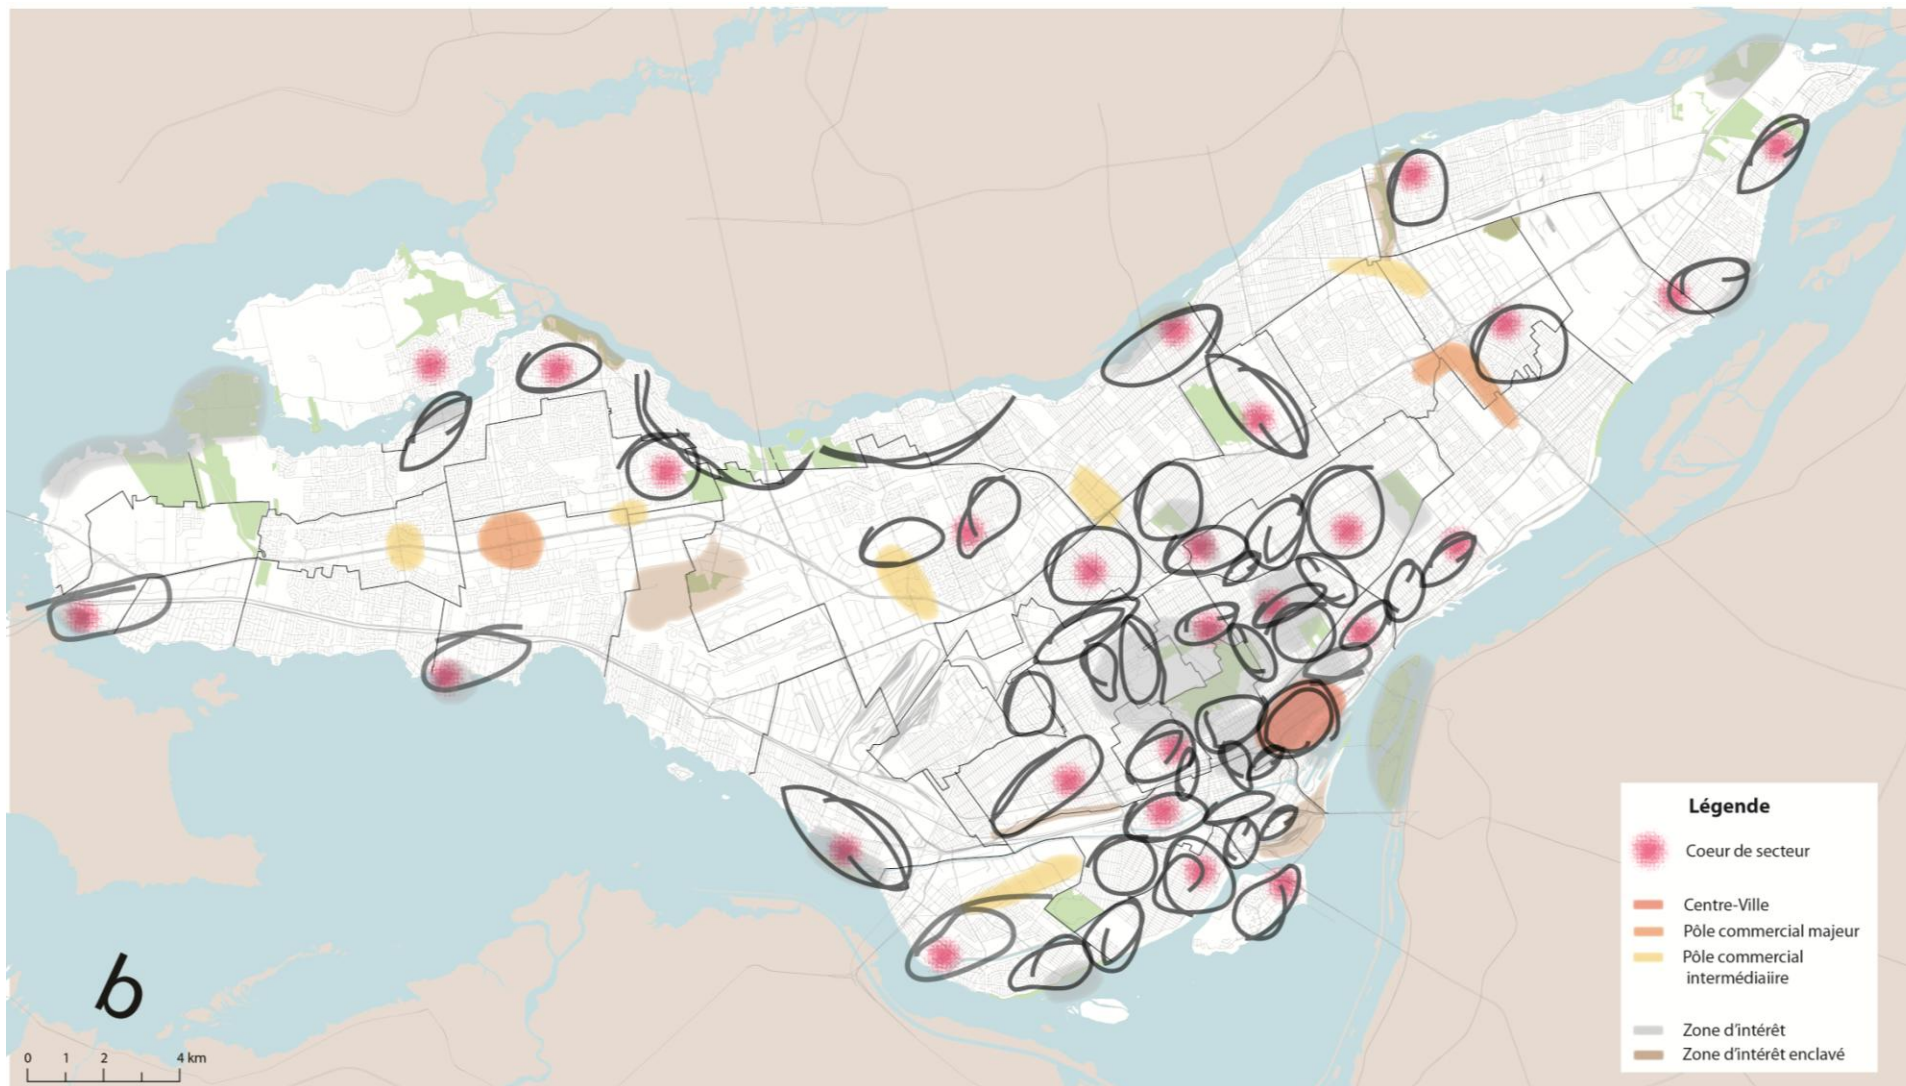 Légende
Coeur de secteur
Centre-Ville
Pôle commercial majeur
Pôle commercial
intermédiaiire
Zone d'intérêt
Zone d'intérêt enclavé
b
0 1 2 4 km